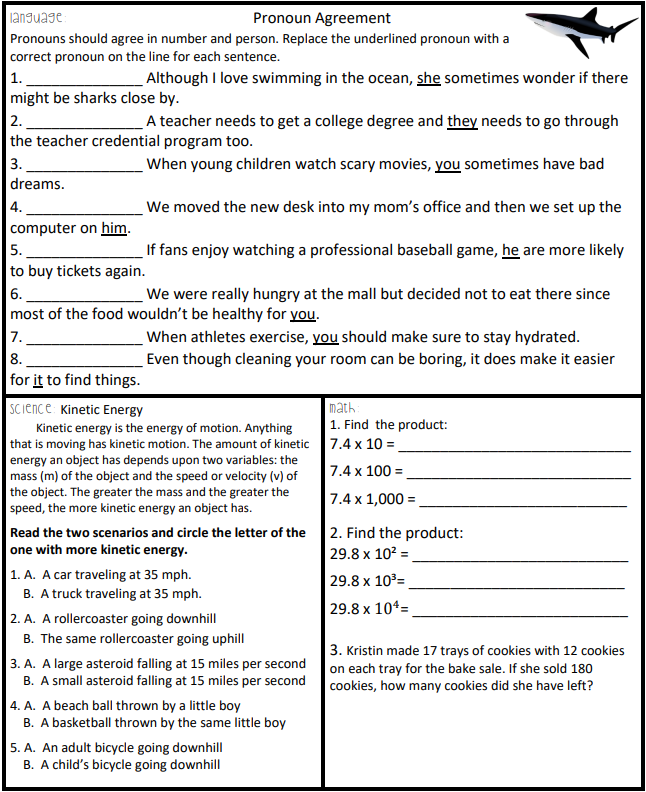 language: Pronoun Agreement
Pronouns should agree in number and person. Replace the underlined pronoun with a
correct pronoun on the line for each sentence.
1. ______________ Although I love swimming in the ocean, she sometimes wonder if there
might be sharks close by.
2. ______________ A teacher needs to get a college degree and they needs to go through
the teacher credential program too.
3. ______________ When young children watch scary movies, you sometimes have bad
dreams.
4. ______________ We moved the new desk into my mom's office and then we set up the
computer on him.
5. ______________ If fans enjoy watching a professional baseball game, he are more likely
to buy tickets again.
6. ______________ We were really hungry at the mall but decided not to eat there since
most of the food wouldn't be healthy for you.
7. ______________ When athletes exercise, you should make sure to stay hydrated.
8. ______________ Even though cleaning your room can be boring, it does make it easier
for it to find things.
science Kinetic Energy
Kinetic energy is the energy of motion. Anything
that is moving has kinetic motion. The amount of kinetic
energy an object has depends upon two variables: the
mass (m) of the object and the speed or velocity (v) of
the object. The greater the mass and the greater the
speed, the more kinetic energy an object has.
Read the two scenarios and circle the letter of the
one with more kinetic energy.
1. A. A car traveling at 35 mph.
B. A truck traveling at 35 mph.
2. A. A rollercoaster going downhill
B. The same rollercoaster going uphill
3. A. A large asteroid falling at 15 miles per second
B. A small asteroid falling at 15 miles per second
4. A. A beach ball thrown by a little boy
B. A basketball thrown by the same little boy
5. A. An adult bicycle going downhill
B. A child's bicycle going downhill
math
1. Find the product:
7.4 x 10 = ______________
7.4 x 100 = ______________
7.4 x 1,000 = ______________
2. Find the product:
29.8 x 10² = ______________
29.8 x 10³= ______________
29.8 x 10⁴= ______________
3. Kristin made 17 trays of cookies with 12 cookies
on each tray for the bake sale. If she sold 180
cookies, how many cookies did she have left?